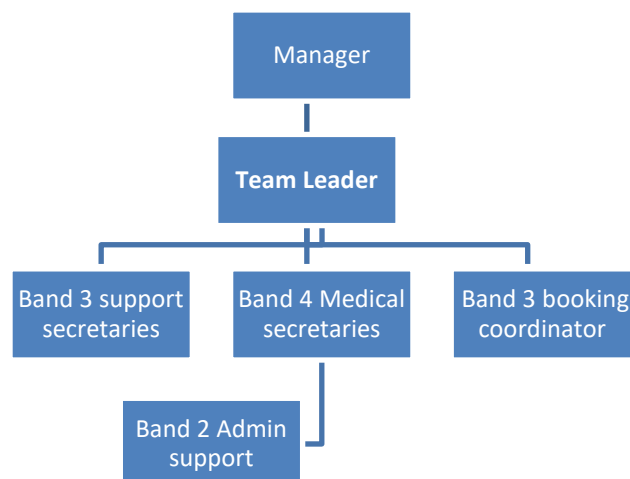 Manager
Team Leader
Band 3 support
secretaries
Band 4 Medical
secretaries
Band 3 booking
coordinator
Band 2 Admin
support